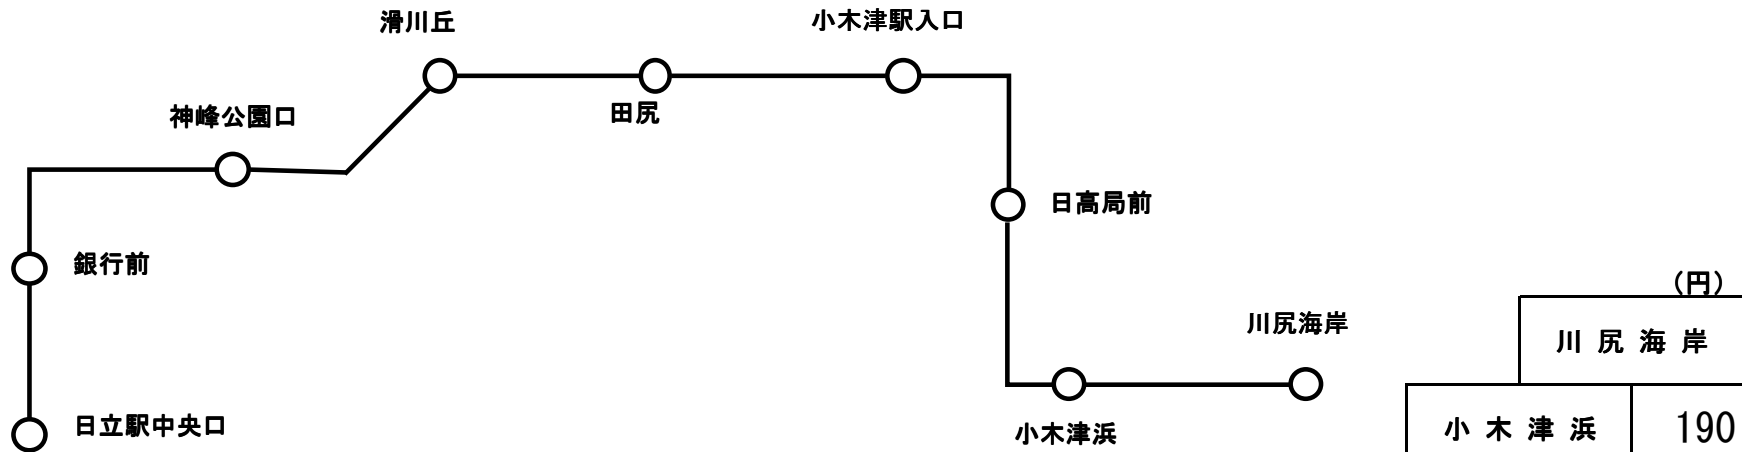 滑川丘
小木津駅入口
神峰公園口
田尻
日高局前
銀行前
(円)
川尻海岸
川尻海岸
日立駅中央口
小木津浜
小木津浜 190